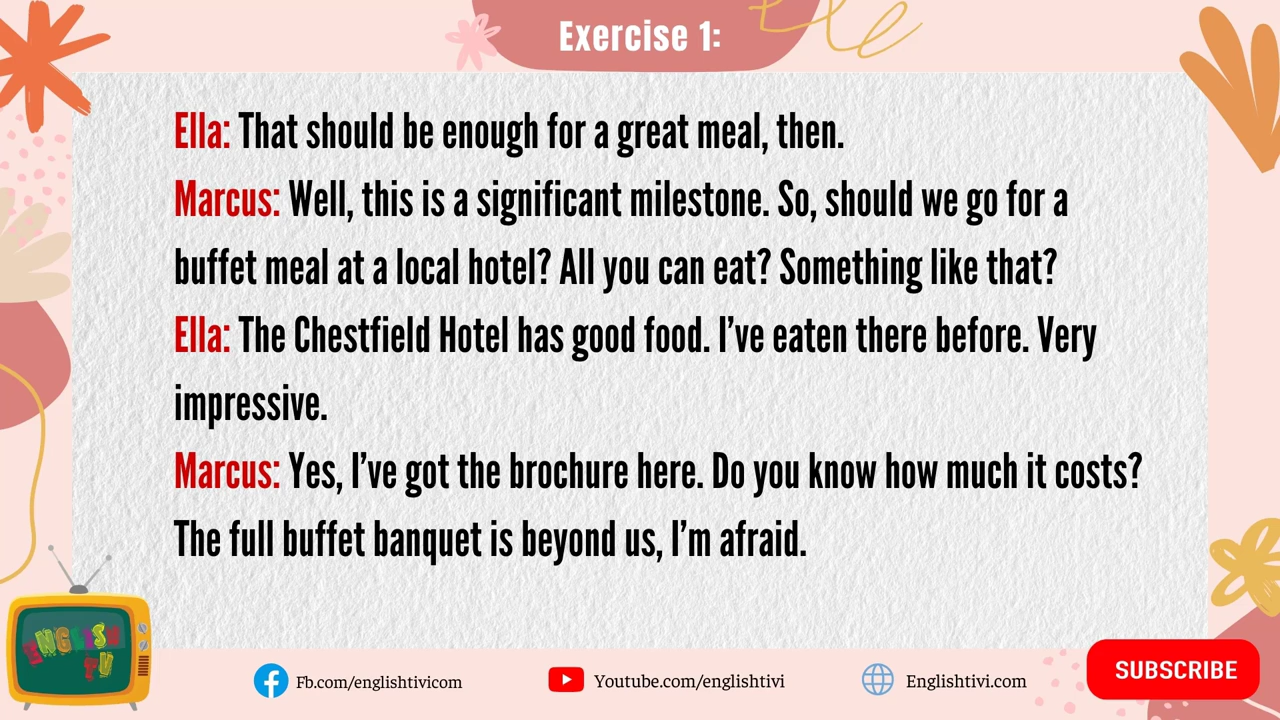 Exercise 1:
Ella: That should be enough for a great meal, then.
Marcus: Well, this is a significant milestone. So, should we go for a
buffet meal at a local hotel? All you can eat? Something like that?
Ella: The Chestfield Hotel has good food. I’ve eaten there before. Very
impressive.
Marcus: Yes, I’ve got the brochure here. Do you know how much it costs?
The full buffet banquet is beyond us, I’m afraid.
ENGLISH
TV
Fb.com/englishtivicom
Youtube.com/englishtivi
Englishtivi.com
SUBSCRIBE